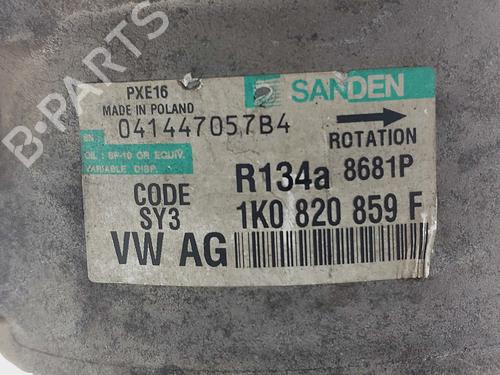 B-PARTS
PXE16
MADE IN POLAND
SANDEN
SN
041447057B4
ROTATION
OIL : SP-10 OR EQUIV.
VARIABLE DISP.
R134a 8681P
CODE
SY3
1K0 820 859 F
VW AG